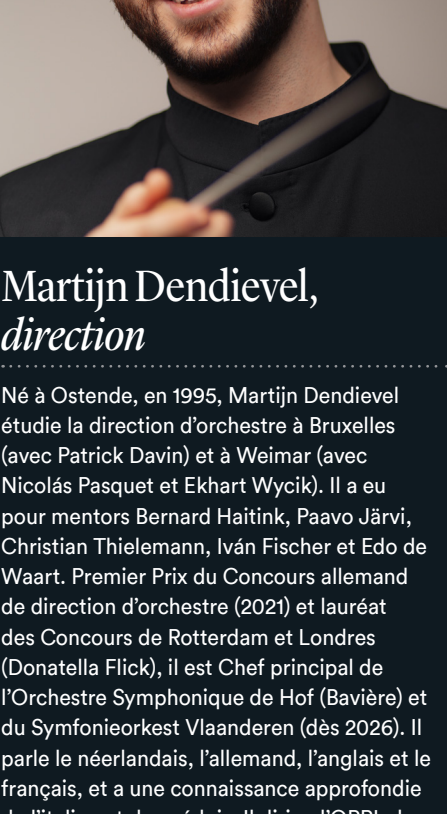 Martijn Dendievel,
direction
Né à Ostende, en 1995, Martijn Dendievel
étudie la direction d’orchestre à Bruxelles
(avec Patrick Davin) et à Weimar (avec
Nicolás Pasquet et Ekhart Wycik). Il a eu
pour mentors Bernard Haitink, Paavo Järvi,
Christian Thielemann, Iván Fischer et Edo de
Waart. Premier Prix du Concours allemand
de direction d’orchestre (2021) et lauréat
des Concours de Rotterdam et Londres
(Donatella Flick), il est Chef principal de
l’Orchestre Symphonique de Hof (Bavière) et
du Symfonieorkest Vlaanderen (dès 2026). Il
parle le néerlandais, l’allemand, l’anglais et le
français, et a une connaissance approfondie